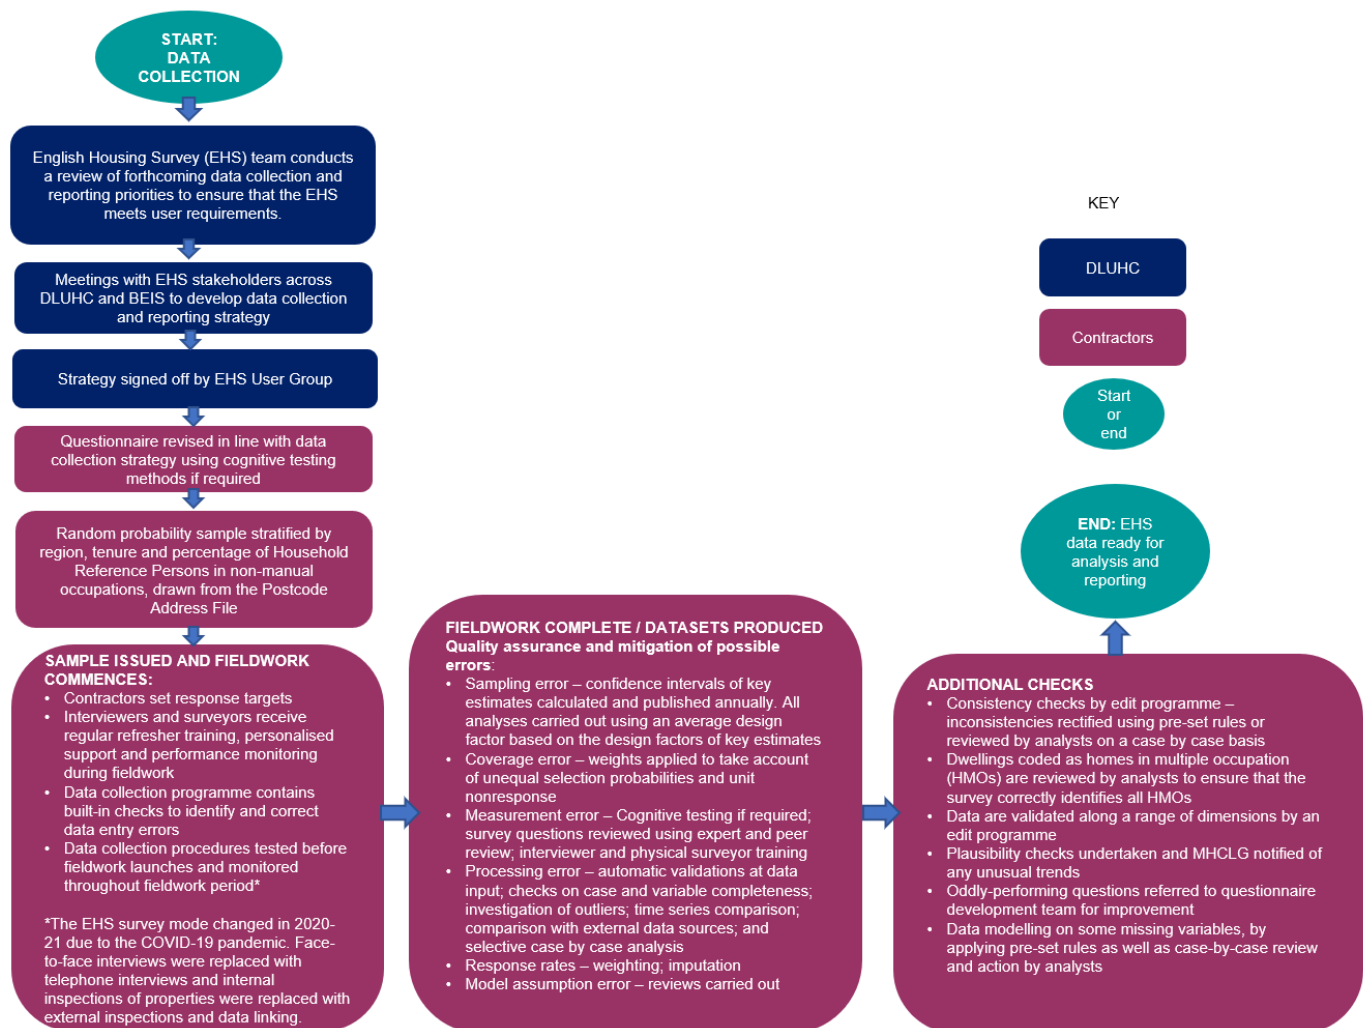 START:
DATA
COLLECTION
English Housing Survey (EHS) team conducts
a review of forthcoming data collection and
reporting priorities to ensure that the EHS
meets user requirements.
Meetings with EHS stakeholders across
DLUHC and BEIS to develop data collection
and reporting strategy
Strategy signed off by EHS User Group
Questionnaire revised in line with data
collection strategy using cognitive testing
methods if required
Random probability sample stratified by
region, tenure and percentage of Household
Reference Persons in non-manual
occupations, drawn from the Postcode
Address File
SAMPLE ISSUED AND FIELDWORK
COMMENCES:
• Contractors set response targets
• Interviewers and surveyors receive
regular refresher training, personalised
support and performance monitoring
during fieldwork
• Data collection programme contains
built-in checks to identify and correct
data entry errors
• Data collection procedures tested before
fieldwork launches and monitored
throughout fieldwork period*
*The EHS survey mode changed in 2020-
21 due to the COVID-19 pandemic. Face-
to-face interviews were replaced with
telephone interviews and internal
inspections of properties were replaced with
external inspections and data linking.
FIELDWORK COMPLETE / DATASETS PRODUCED
Quality assurance and mitigation of possible
errors:
• Sampling error – confidence intervals of key
estimates calculated and published annually. All
analyses carried out using an average design
factor based on the design factors of key estimates
• Coverage error – weights applied to take account
of unequal selection probabilities and unit
nonresponse
• Measurement error – Cognitive testing if required;
survey questions reviewed using expert and peer
review; interviewer and physical surveyor training
• Processing error – automatic validations at data
input; checks on case and variable completeness;
investigation of outliers; time series comparison;
comparison with external data sources; and
selective case by case analysis
• Response rates – weighting; imputation
• Model assumption error – reviews carried out
KEY
DLUHC
Contractors
Start
or
end
END: EHS
data ready for
analysis and
reporting
ADDITIONAL CHECKS
• Consistency checks by edit programme –
inconsistencies rectified using pre-set rules or
reviewed by analysts on a case by case basis
• Dwellings coded as homes in multiple occupation
(HMOs) are reviewed by analysts to ensure that the
survey correctly identifies all HMOs
• Data are validated along a range of dimensions by an
edit programme
• Plausibility checks undertaken and MHCLG notified of
any unusual trends
• Oddly-performing questions referred to questionnaire
development team for improvement
• Data modelling on some missing variables, by
applying pre-set rules as well as case-by-case review
and action by analysts